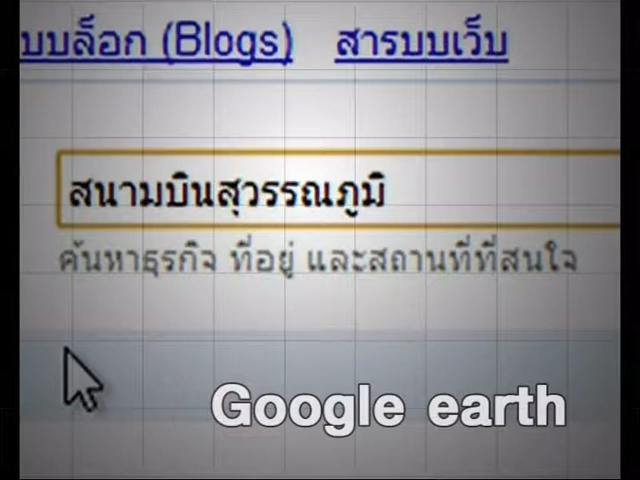 บบล็อก (Blogs) สารบบเว็บ
สนามบินสุวรรณภูมิ
ค้นหาธุรกิจ ที่อยู่ และสถานที่ที่สนใจ
Google earth